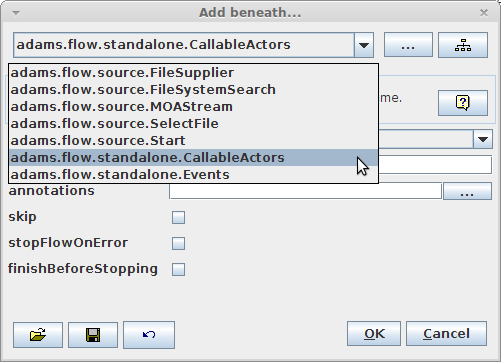 Add beneath...
adams.flow.standalone.CallableActors
...
adams.flow.source.FileSupplier
adams.flow.source.FileSystemSearch
adams.flow.source.MOAStream
me.
adams.flow.source.SelectFile
adams.flow.source.Start
adams.flow.standalone.CallableActors
adams.flow.standalone.Events
annotations
...
skip
stopFlowOnError
finishBeforeStopping
OK
Cancel